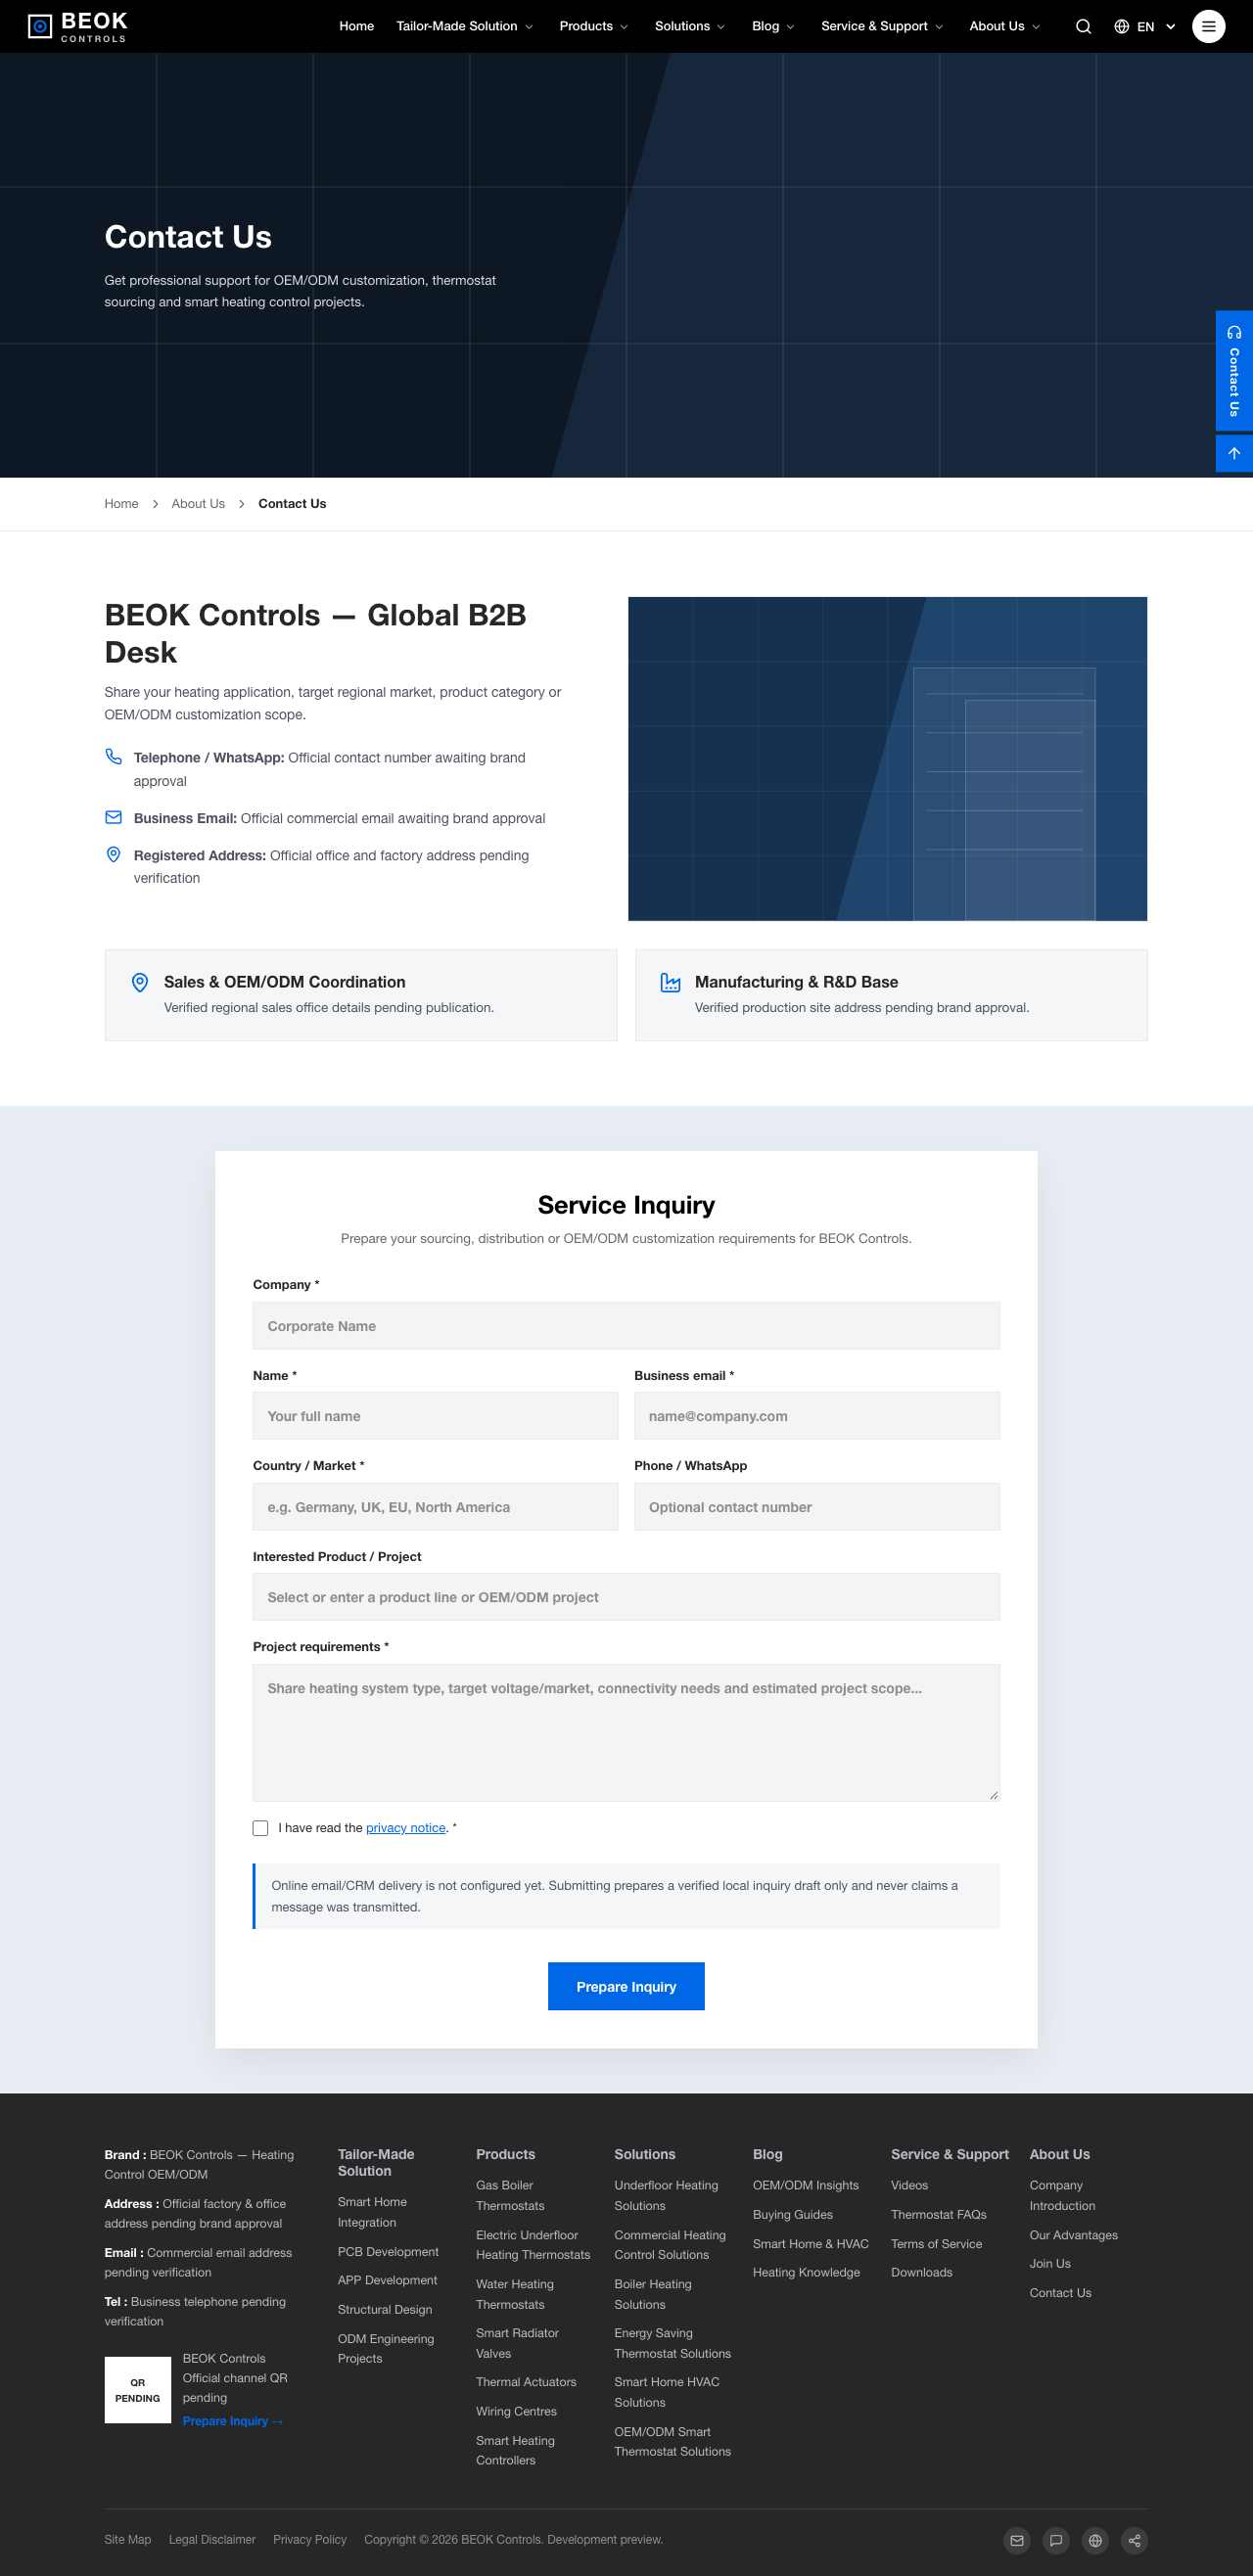 BEOK
CONTROLS
Home
Tailor-Made Solution
Products
Solutions
Blog
Service & Support
About Us
EN
Contact Us
Get professional support for OEM/ODM customization, thermostat
sourcing and smart heating control projects.
Contact Us
Home
About Us
Contact Us
BEOK Controls — Global B2B
Desk
Share your heating application, target regional market, product category or
OEM/ODM customization scope.
Telephone / WhatsApp: Official contact number awaiting brand
approval
Business Email: Official commercial email awaiting brand approval
Registered Address: Official office and factory address pending
verification
Sales & OEM/ODM Coordination
Verified regional sales office details pending publication.
Manufacturing & R&D Base
Verified production site address pending brand approval.
Service Inquiry
Prepare your sourcing, distribution or OEM/ODM customization requirements for BEOK Controls.
Company *
Corporate Name
Name *
Your full name
Business email *
name@company.com
Country / Market *
e.g. Germany, UK, EU, North America
Phone / WhatsApp
Optional contact number
Interested Product / Project
Select or enter a product line or OEM/ODM project
Project requirements *
Share heating system type, target voltage/market, connectivity needs and estimated project scope...
I have read the privacy notice. *
Online email/CRM delivery is not configured yet. Submitting prepares a verified local inquiry draft only and never claims a
message was transmitted.
Prepare Inquiry
Brand : BEOK Controls — Heating
Control OEM/ODM
Address : Official factory & office
address pending brand approval
Email : Commercial email address
pending verification
Tel : Business telephone pending
verification
QR
PENDING
BEOK Controls
Official channel QR
pending
Prepare Inquiry →
Tailor-Made
Solution
Smart Home
Integration
PCB Development
APP Development
Structural Design
ODM Engineering
Projects
Products
Gas Boiler
Thermostats
Electric Underfloor
Heating Thermostats
Water Heating
Thermostats
Smart Radiator
Valves
Thermal Actuators
Wiring Centres
Smart Heating
Controllers
Solutions
Underfloor Heating
Solutions
Commercial Heating
Control Solutions
Boiler Heating
Solutions
Energy Saving
Thermostat Solutions
Smart Home HVAC
Solutions
OEM/ODM Smart
Thermostat Solutions
Blog
OEM/ODM Insights
Buying Guides
Smart Home & HVAC
Heating Knowledge
Service & Support
Videos
Thermostat FAQs
Terms of Service
Downloads
About Us
Company
Introduction
Our Advantages
Join Us
Contact Us
Site Map
Legal Disclaimer
Privacy Policy
Copyright © 2026 BEOK Controls. Development preview.